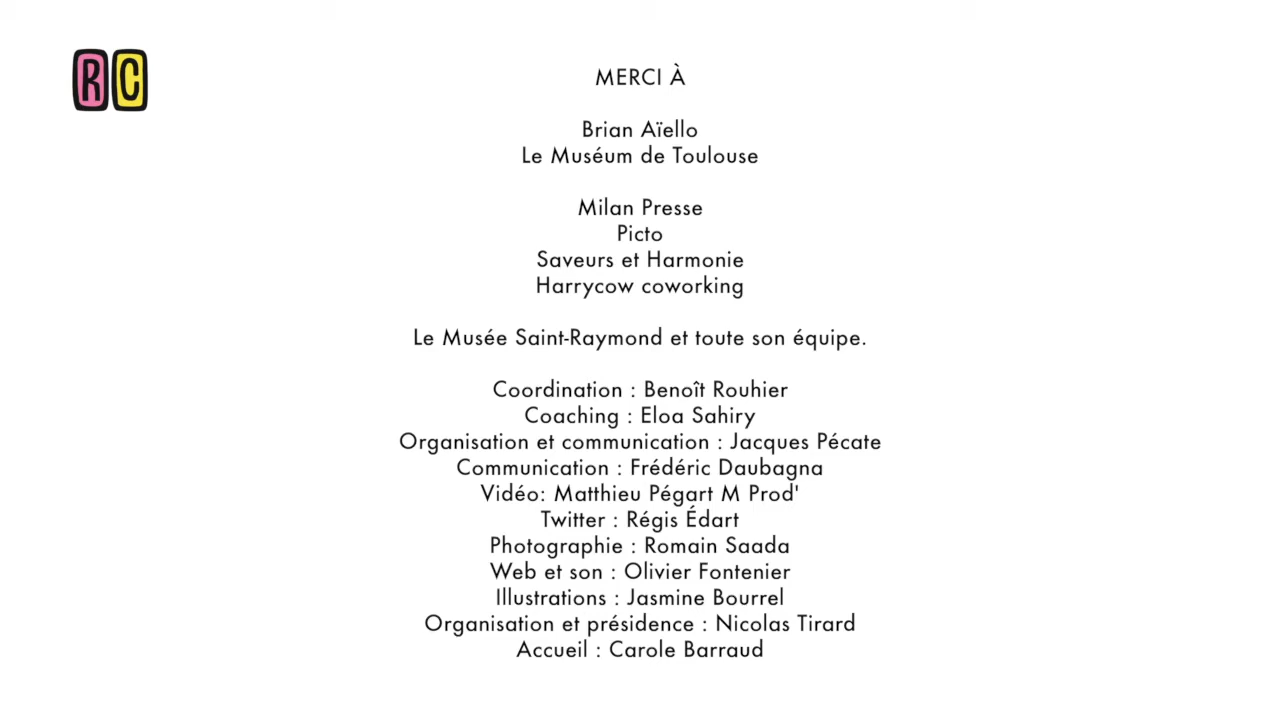 RC
MERCI À
Brian Aïello
Le Muséum de Toulouse
Milan Presse
Picto
Saveurs et Harmonie
Harrycow coworking
Le Musée Saint-Raymond et toute son équipe.
Coordination : Benoît Rouhier
Coaching : Eloa Sahiry
Organisation et communication : Jacques Pécate
Communication : Frédéric Daubagna
Vidéo: Matthieu Pégart M Prod'
Twitter : Régis Édart
Photographie : Romain Saada
Web et son : Olivier Fontenier
Illustrations : Jasmine Bourrel
Organisation et présidence : Nicolas Tirard
Accueil : Carole Barraud